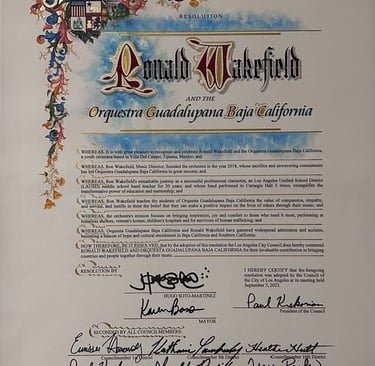 RESOLUTION
Ronald Wakefield
AND THE
Orquestra Guadalupana Baja California
WHEREAS, It is with great pleasure to recognize and celebrate Ronald Wakefield and the Orquesta Guadalupana Baja California,
a youth orchestra based in Villa Del Campo, Tijuana, Mexico; and
WHEREAS, Ron Wakefield, Music Director, founded the orchestra in the year 2018, whose sacrifice and unwavering commitment
has led Orquesta Guadalupana Baja California to great success; and
WHEREAS, Ron Wakefield's remarkable journey as a successful professional clarinetist, an Los Angeles Unified School District
(LAUSD) middle school band teacher for 30 years, and whose band performed in Carnegie Hall 5 times, exemplifies the
transformative power of education and mentorship; and
WHEREAS, Ron Wakefield teaches the students of Orquesta Guadalupana Baja California the value of compassion, empathy,
and service, and instills in them the belief that they can make a positive impact on the lives of others through their music; and
WHEREAS, the orchestra's mission focuses on bringing inspiration, joy and comfort to those who need it most, performing at
homeless shelters, veteran's homes, children's hospitals and for survivors of human trafficking; and
WHEREAS, Orquesta Guadalupana Baja California and Ronald Wakefield have garnered widespread admiration and acclaim,
becoming a beacon of hope and cultural enrichment in Baja California and Southern California.
NOW THEREFORE, BE IT RESOLVED, that by the adoption of this resolution the Los Angeles City Council does hereby commend
RONALD WAKEFIELD AND ORQUESTA GUADALUPANA BAJA CALIFORNIA for their invaluable contribution to bringing
countries and people together through their music.
RESOLUTION BY
HUGO SOTO-MARTINEZ
I HEREBY CERTIFY that the foregoing
resolution was adopted by the Council of
the City of Los Angeles at its meeting held
September 5, 2023.
Karen Bass
MAYOR
Paul Krekorian
President of the Council
SECONDED BY ALL COUNCILMEMBERS: